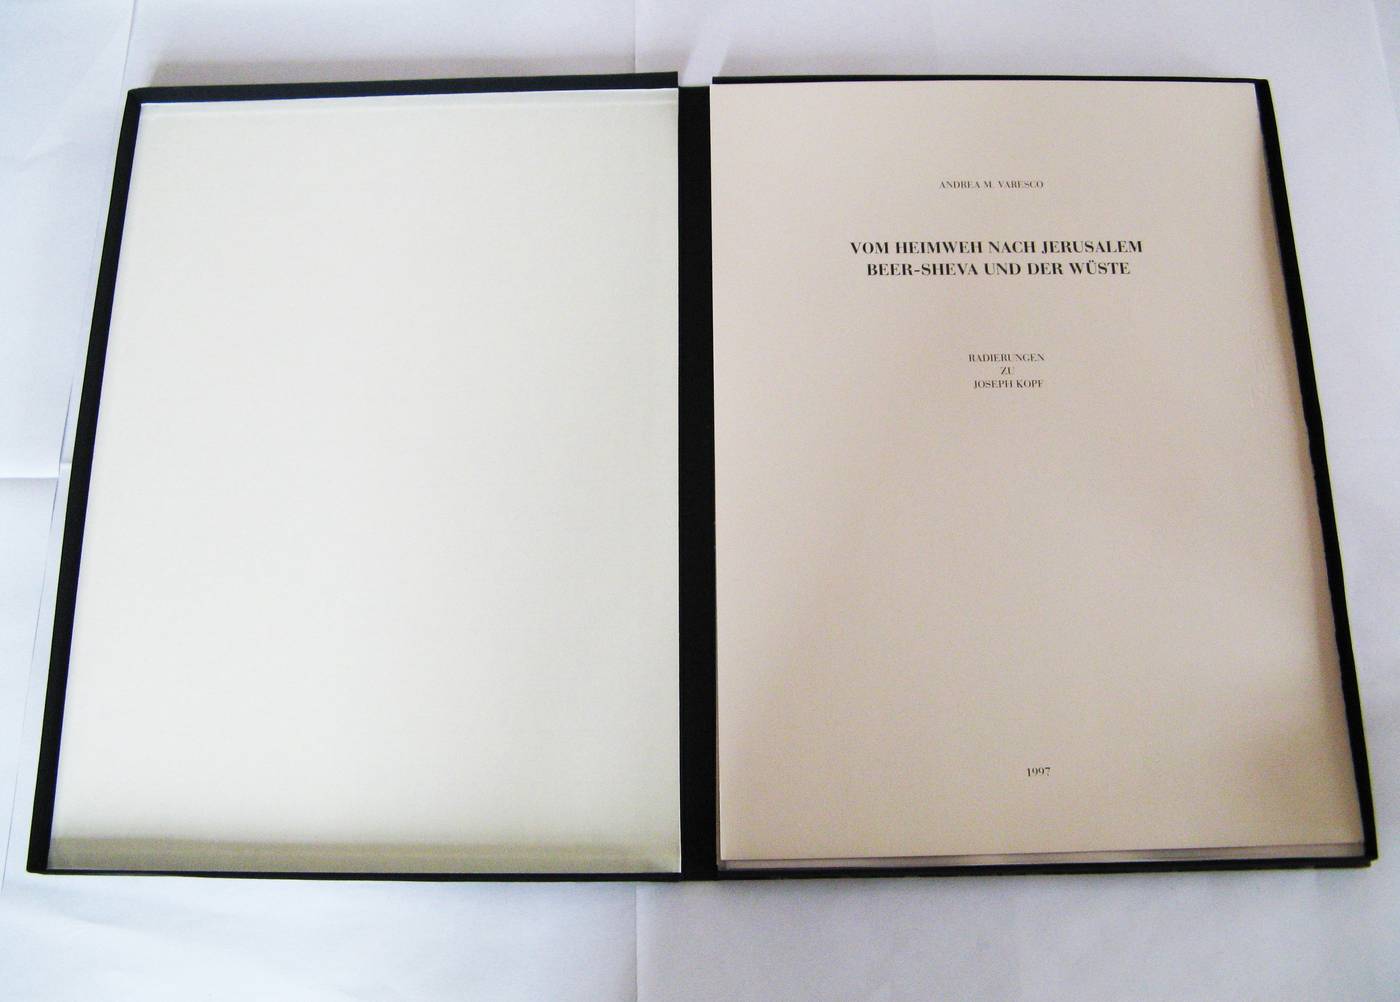 ANDREA M. VARESCO
VOM HEIMWEH NACH JERUSALEM
BEER-SHEVA UND DER WÜSTE
RADIERUNGEN
ZU
JOSEPH KOPF
1997